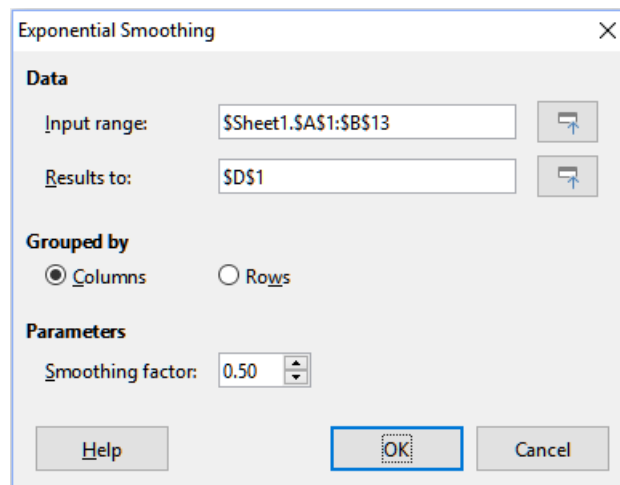 Exponential Smoothing
Data
Input range: $Sheet1.$A$1:$B$13
Results to: $D$1
Grouped by
Columns Rows
Parameters
Smoothing factor: 0.50
Help OK Cancel